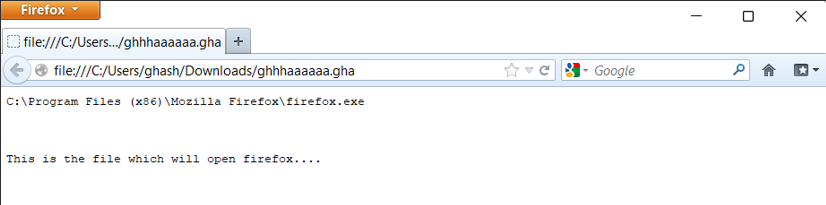 Firefox
file:///C:/Users.../ghhhaaaaaa.gha
file:///C:/Users/ghash/Downloads/ghhhaaaaaa.gha
Google
C:\Program Files (x86)\Mozilla Firefox\firefox.exe
This is the file which will open firefox....